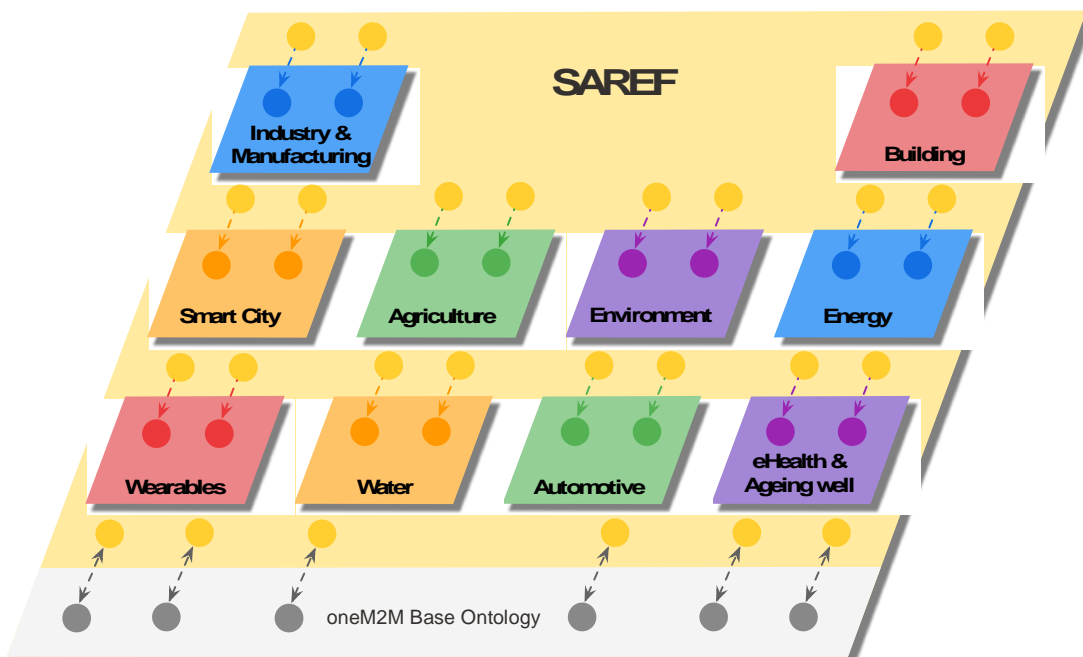 SAREF
Industry &
Manufacturing
Building
Smart City
Agriculture
Environment
Energy
Wearables
Water
Automotive
eHealth &
Ageing well
oneM2M Base Ontology